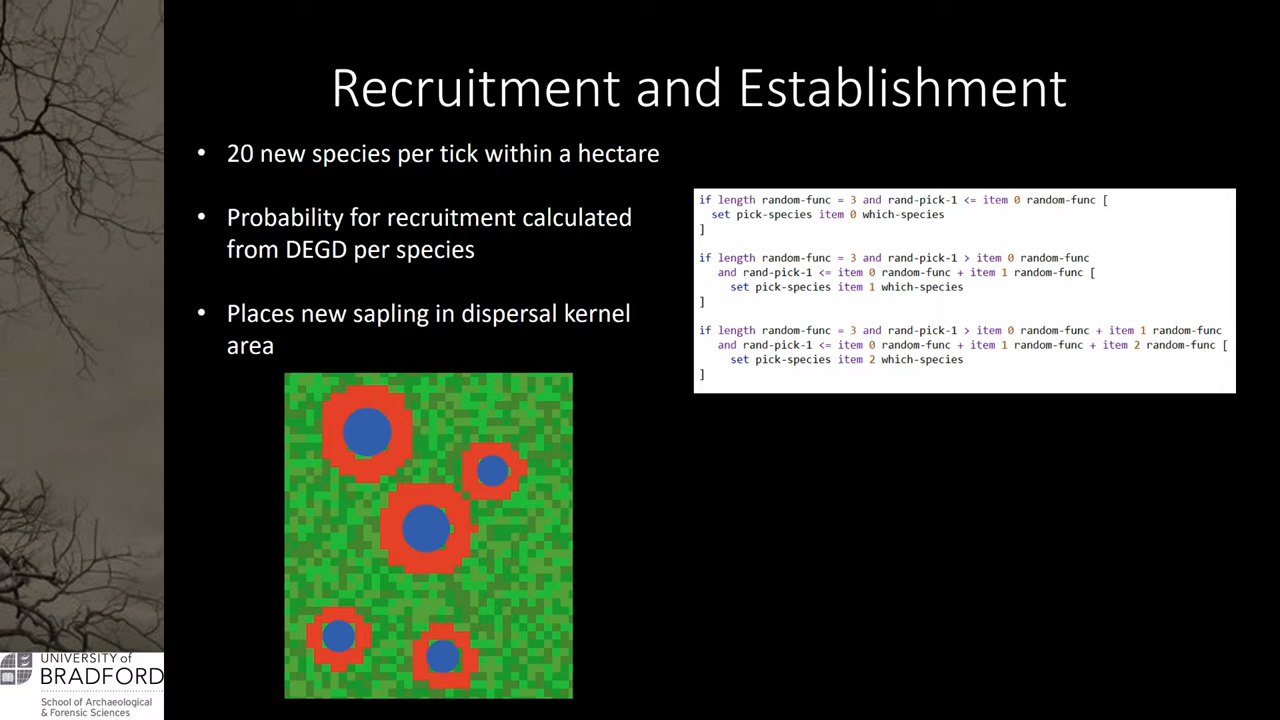 Recruitment and Establishment
• 20 new species per tick within a hectare
• Probability for recruitment calculated
from DEGD per species
• Places new sapling in dispersal kernel
area
if length random-func = 3 and rand-pick-1 <= item 0 random-func [
set pick-species item 0 which-species
]
if length random-func = 3 and rand-pick-1 > item 0 random-func
and rand-pick-1 <= item 0 random-func + item 1 random-func [
set pick-species item 1 which-species
]
if length random-func = 3 and rand-pick-1 > item 0 random-func + item 1 random-func
and rand-pick-1 <= item 0 random-func + item 1 random-func + item 2 random-func [
set pick-species item 2 which-species
]
UNIVERSITY of
BRADFORD
School of Archaeological
& Forensic Sciences